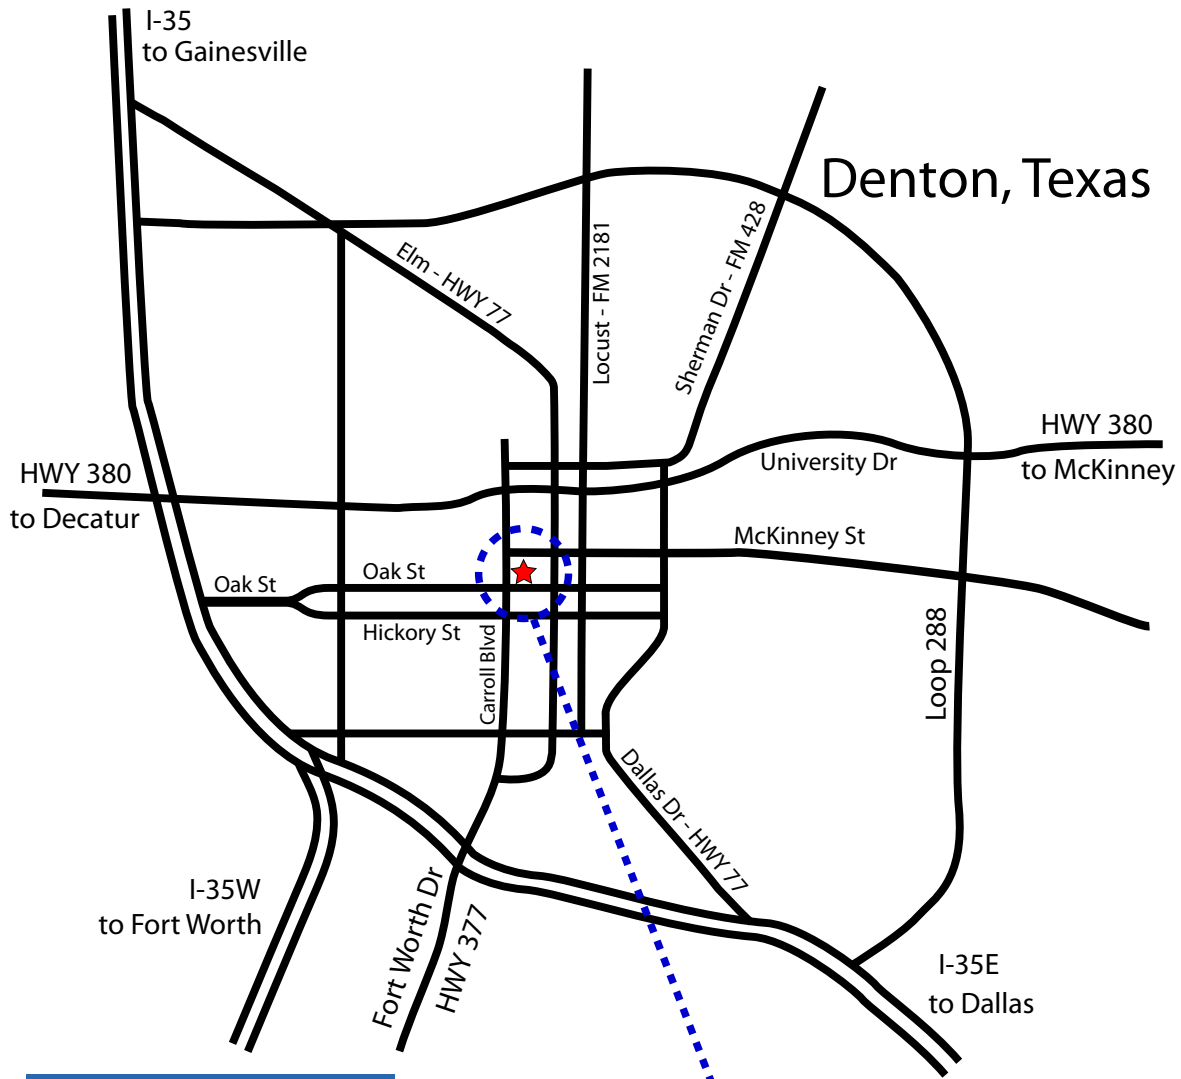 I-35
to Gainesville
Denton, Texas
Elm - HWY 77
Locust - FM 2181
Sherman Dr - FM 428
HWY 380
to McKinney
University Dr
HWY 380
to Decatur
McKinney St
Oak St
Oak St
Hickory St
Carroll Blvd
Loop 288
Dallas Dr - HWY 77
I-35W
to Fort Worth
Fort Worth Dr
HWY 377
I-35E
to Dallas